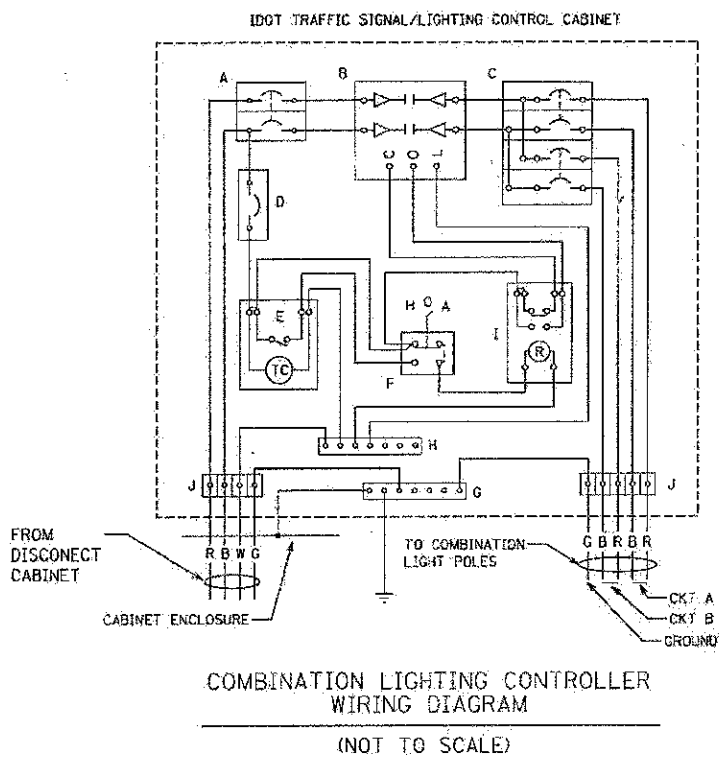 IDOT TRAFFIC SIGNAL/LIGHTING CONTROL CABINET
A
B
C
C O L
D
E
TC
H O A
F
I
R
H
G
J
J
FROM
DISCONECT
CABINET
R B W G
CABINET ENCLOSURE
TO COMBINATION
LIGHT POLES
G B R B R
CKT A
CKT B
GROUND
COMBINATION LIGHTING CONTROLLER
WIRING DIAGRAM
(NOT TO SCALE)